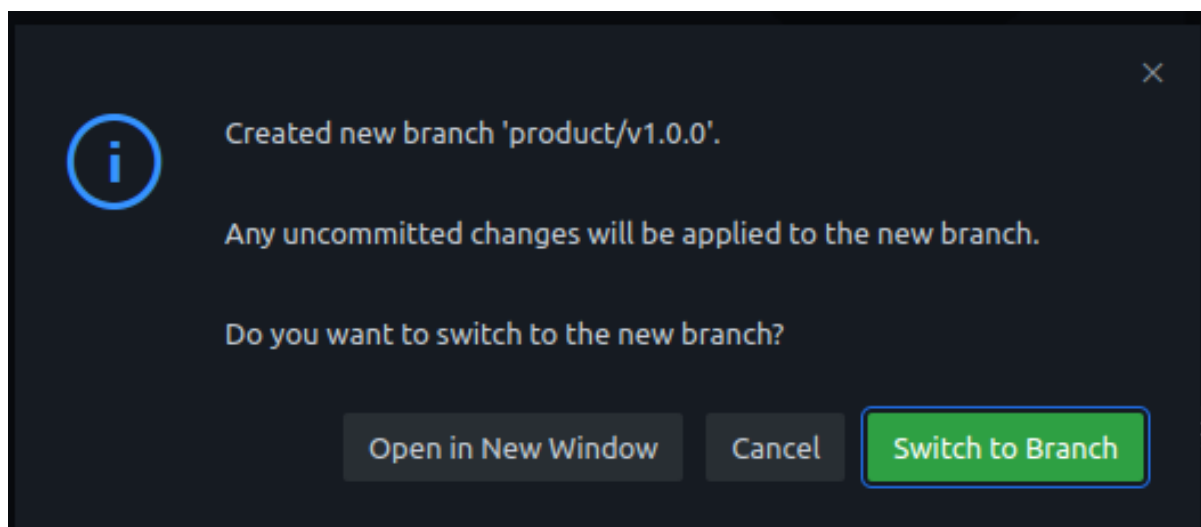 Created new branch 'product/v1.0.0'.
Any uncommitted changes will be applied to the new branch.
Do you want to switch to the new branch?
Open in New Window Cancel Switch to Branch